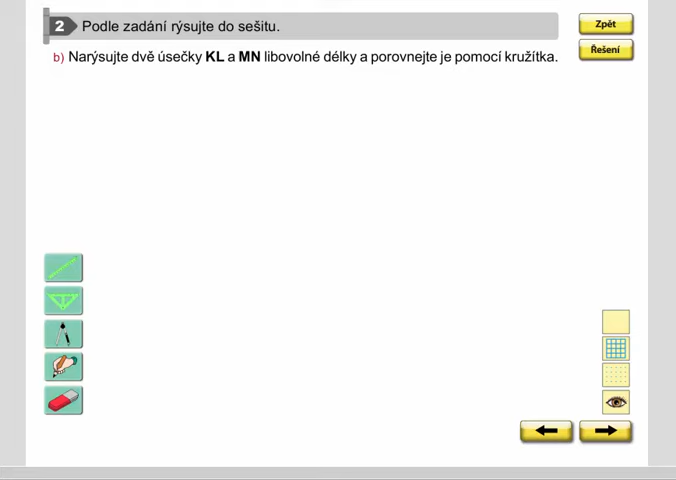 2 Podle zadání rýsujte do sešitu.
Zpět
Řešení
b) Narýsujte dvě úsečky KL a MN libovolné délky a porovnejte je pomocí kružítka.